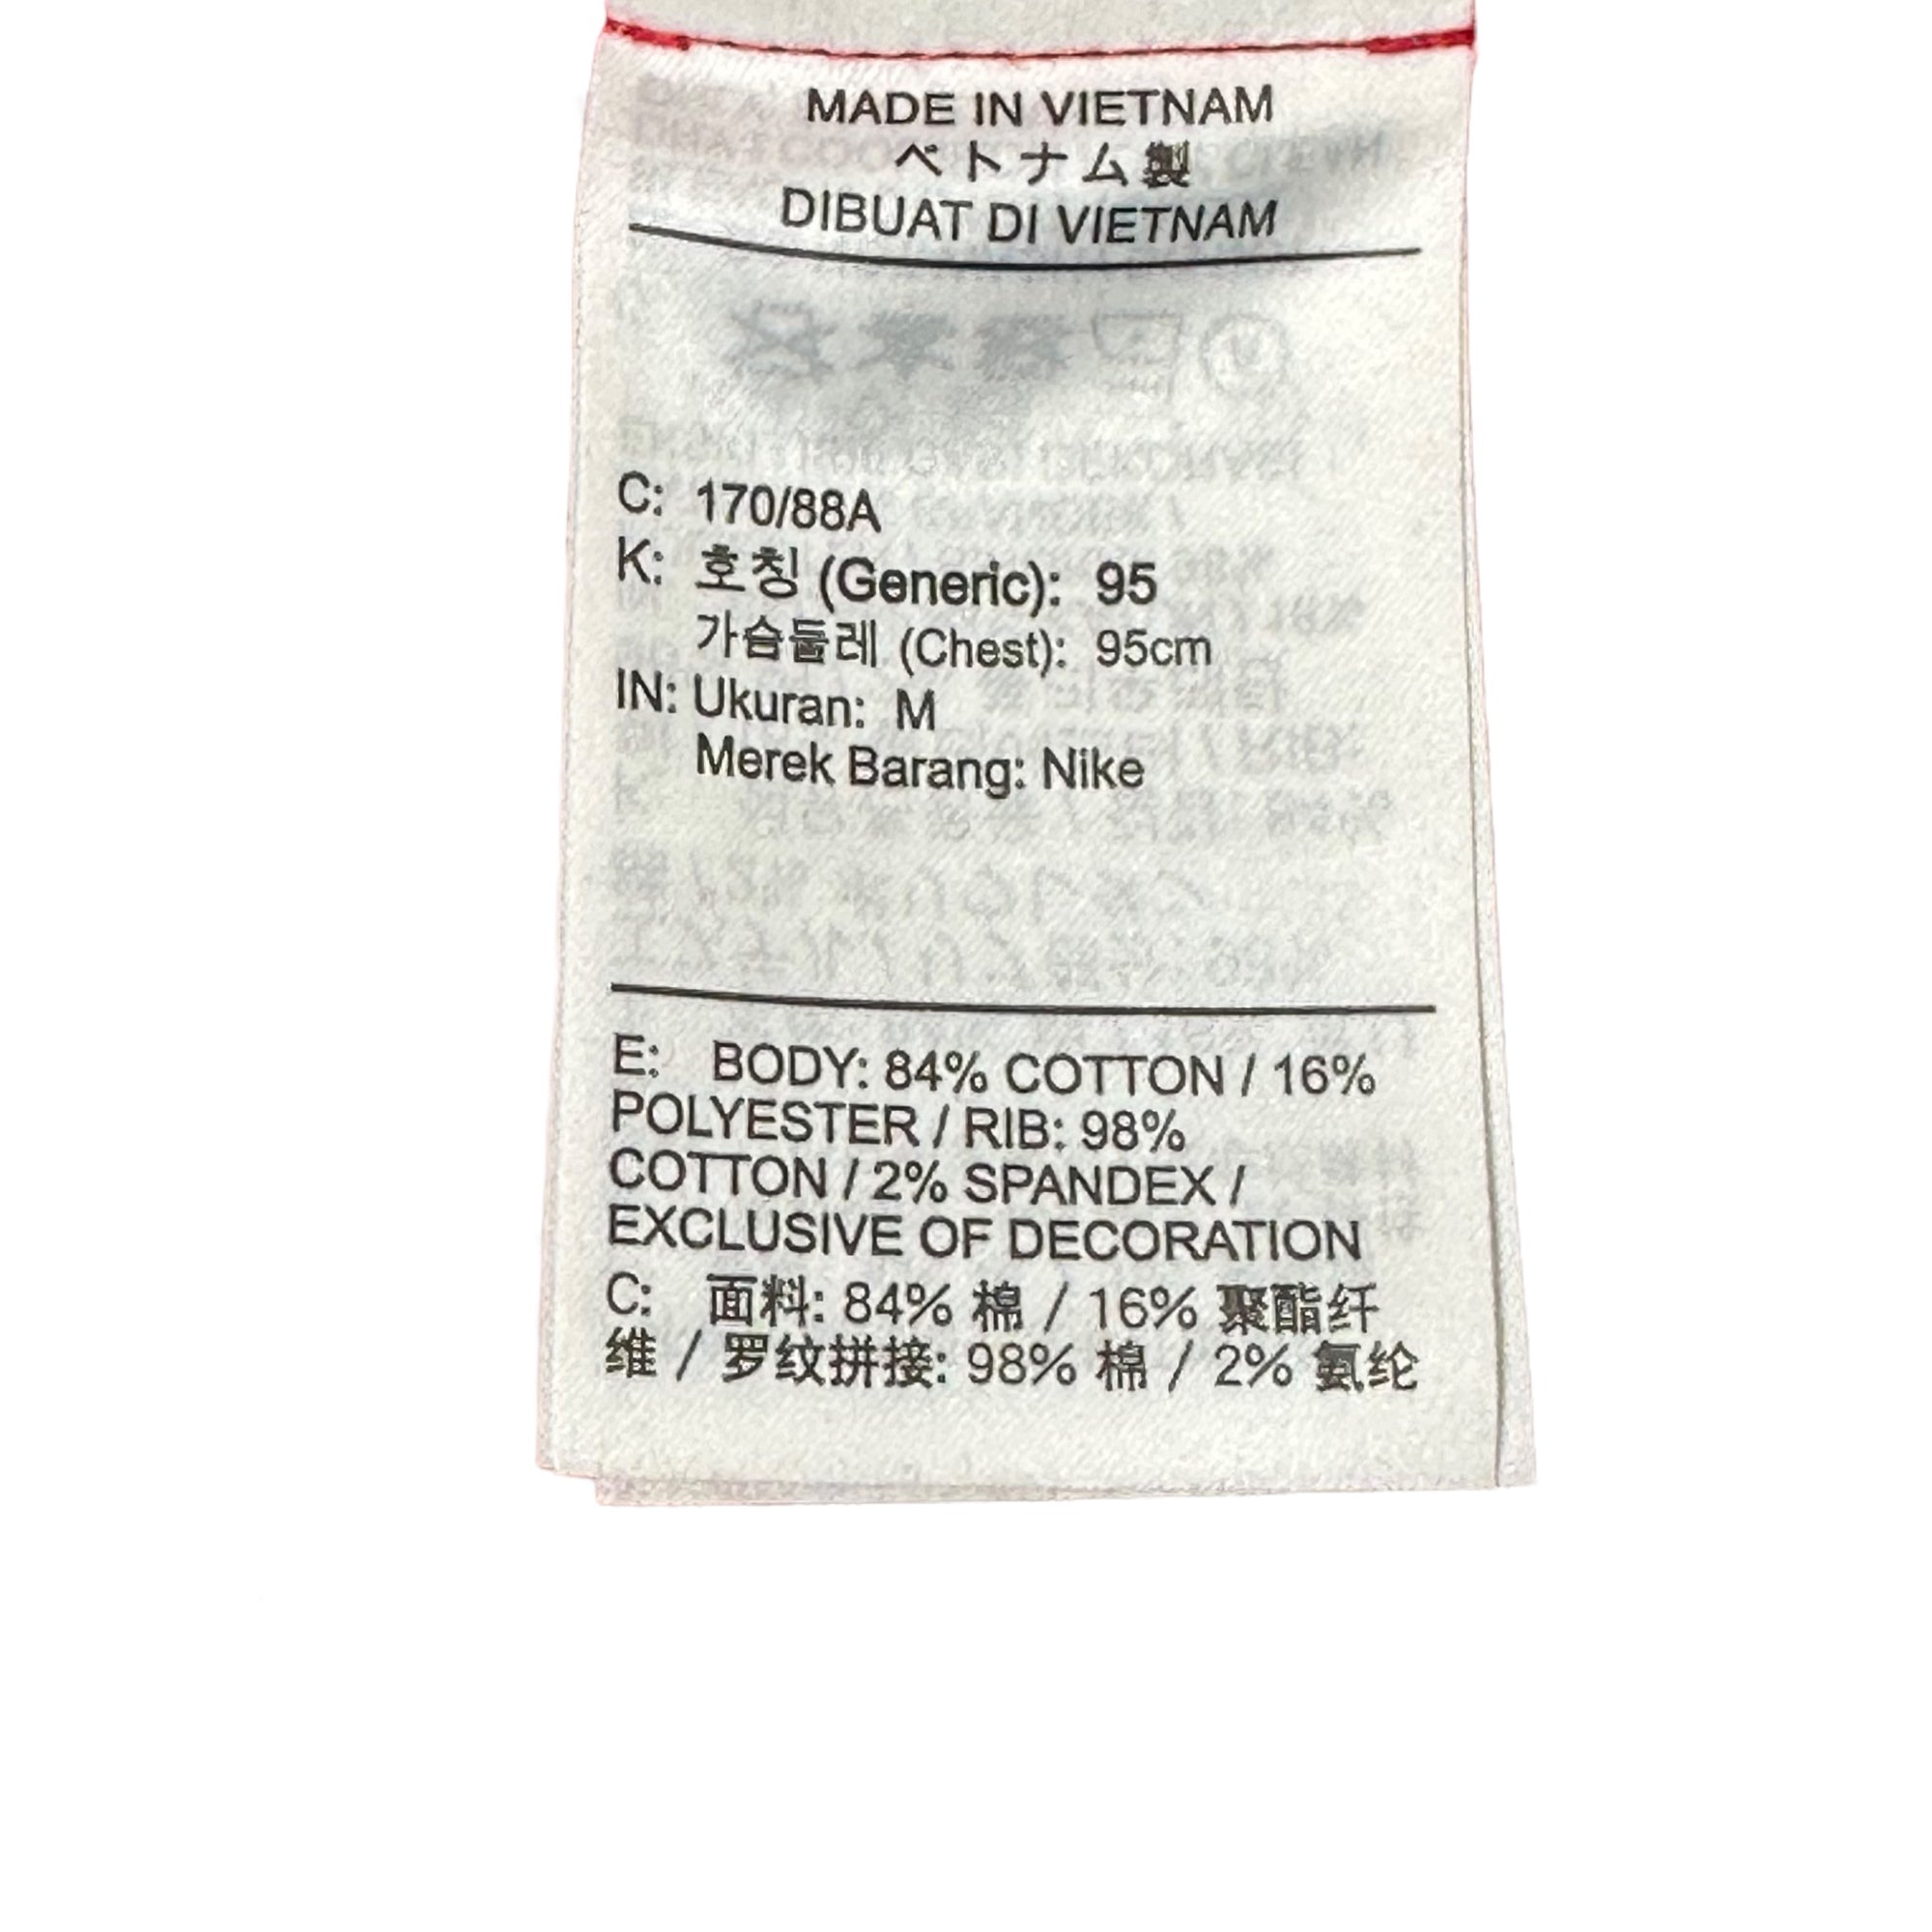 MADE IN VIETNAM
ベトナム製
DIBUAT DI VIETNAM
C: 170/88A
K: 호칭 (Generic): 95
가슴둘레 (Chest): 95cm
IN: Ukuran: M
Merek Barang: Nike
E: BODY: 84% COTTON / 16%
POLYESTER / RIB: 98%
COTTON / 2% SPANDEX /
EXCLUSIVE OF DECORATION
C: 面料: 84% 棉 / 16% 聚酯纤
维 / 罗纹拼接: 98% 棉 / 2% 氨纶